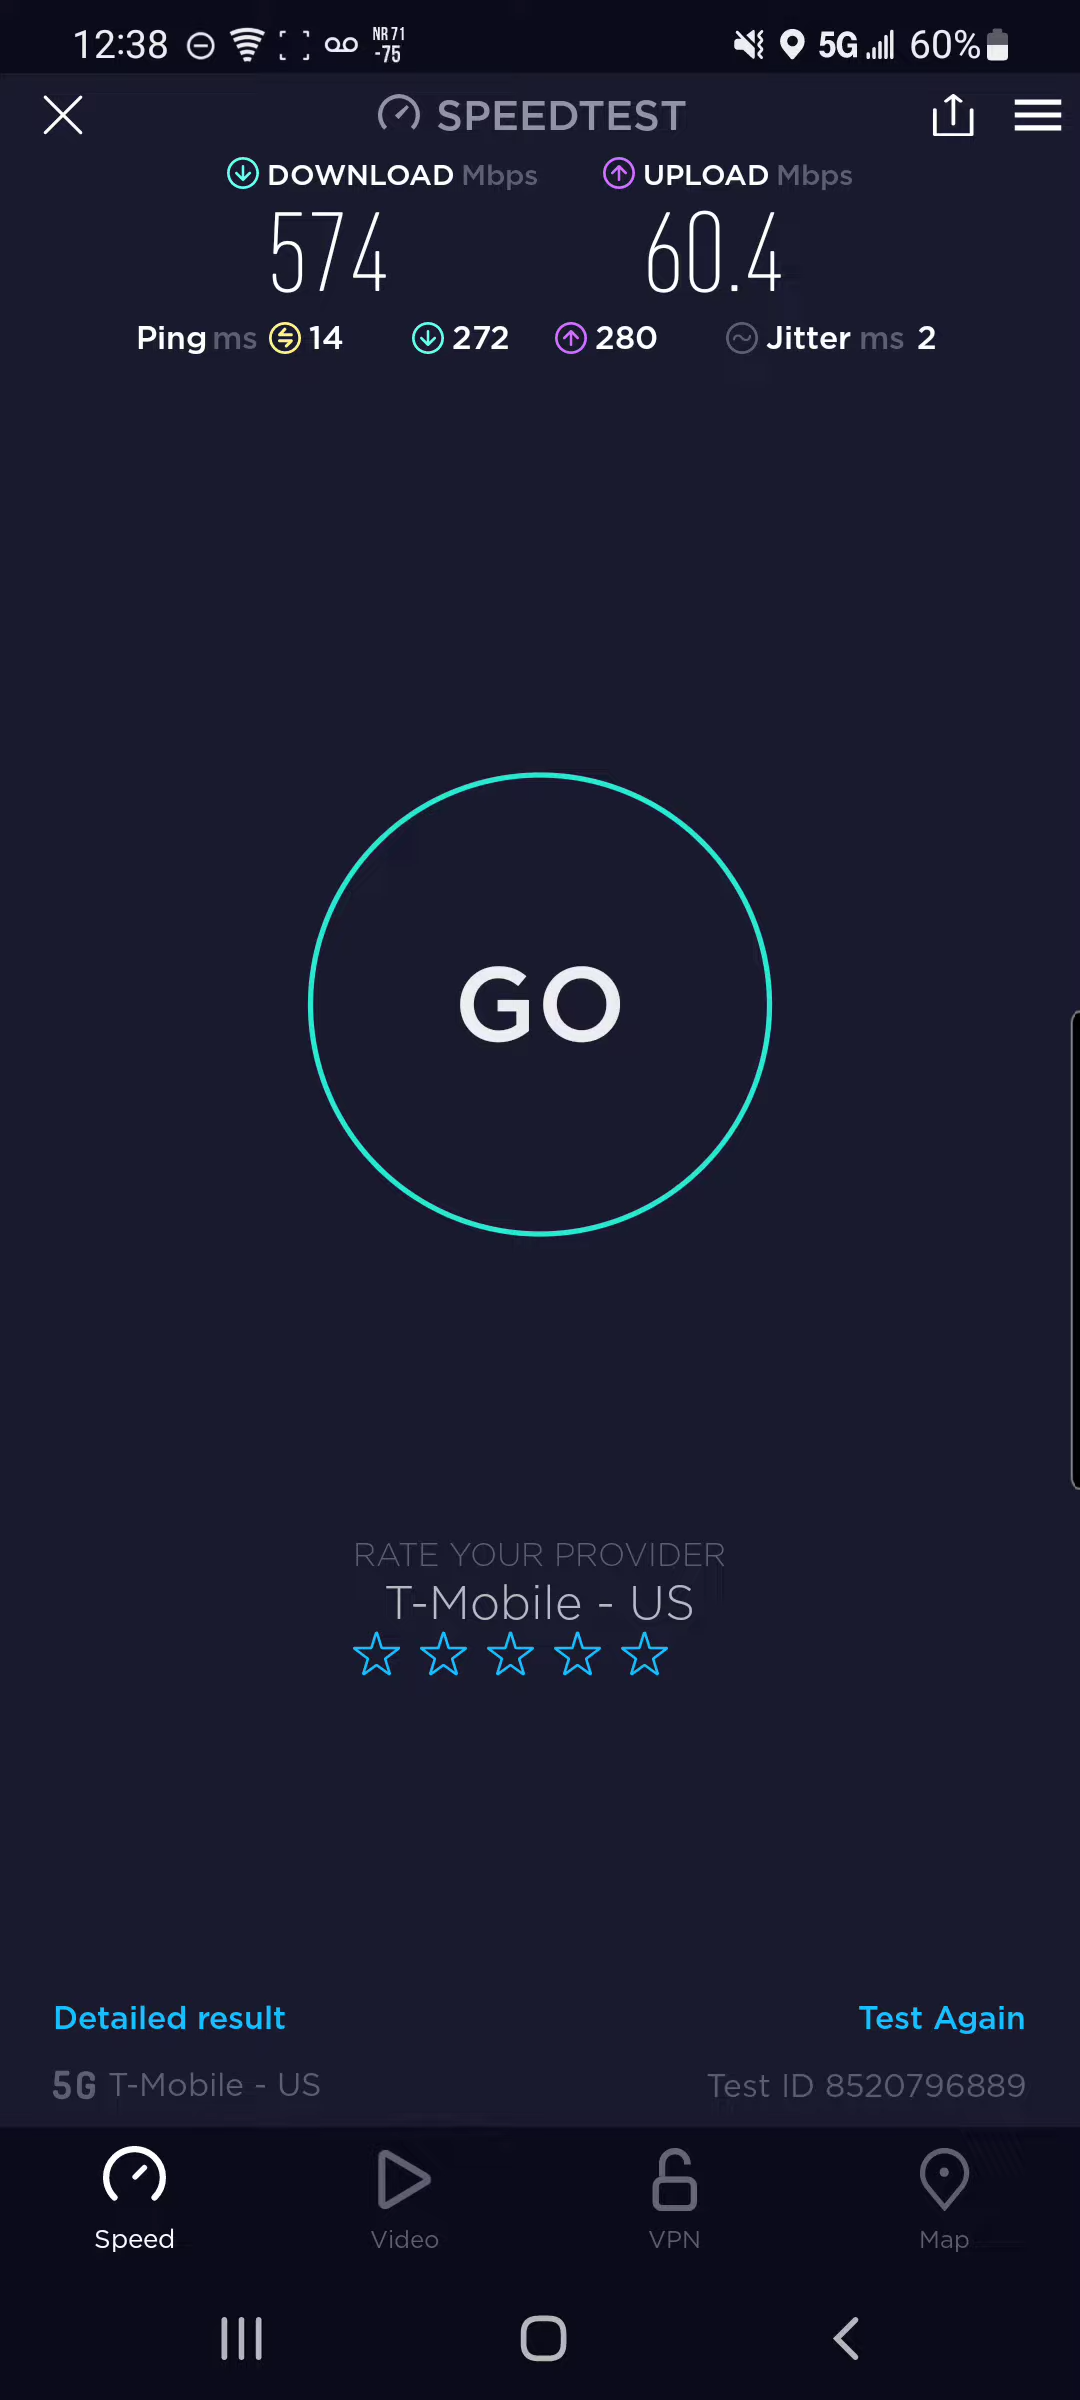 12:38 NR 71 -75 5G 60%
SPEEDTEST
DOWNLOAD Mbps UPLOAD Mbps
574 60.4
Ping ms 14 272 280 Jitter ms 2
GO
RATE YOUR PROVIDER
T-Mobile - US
Detailed result Test Again
5G T-Mobile - US Test ID 8520796889
Speed Video VPN Map